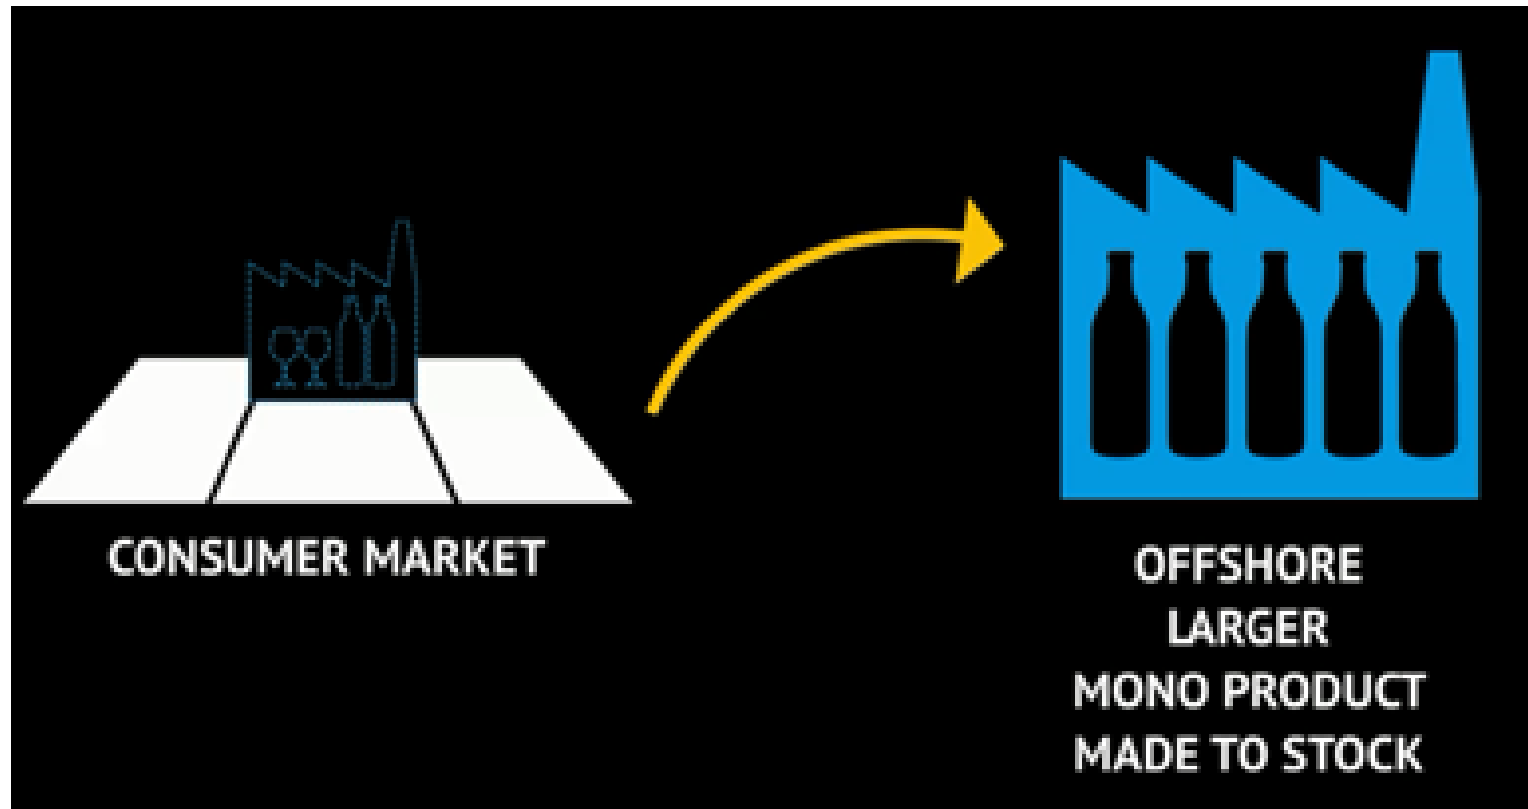 CONSUMER MARKET
OFFSHORE
LARGER
MONO PRODUCT
MADE TO STOCK